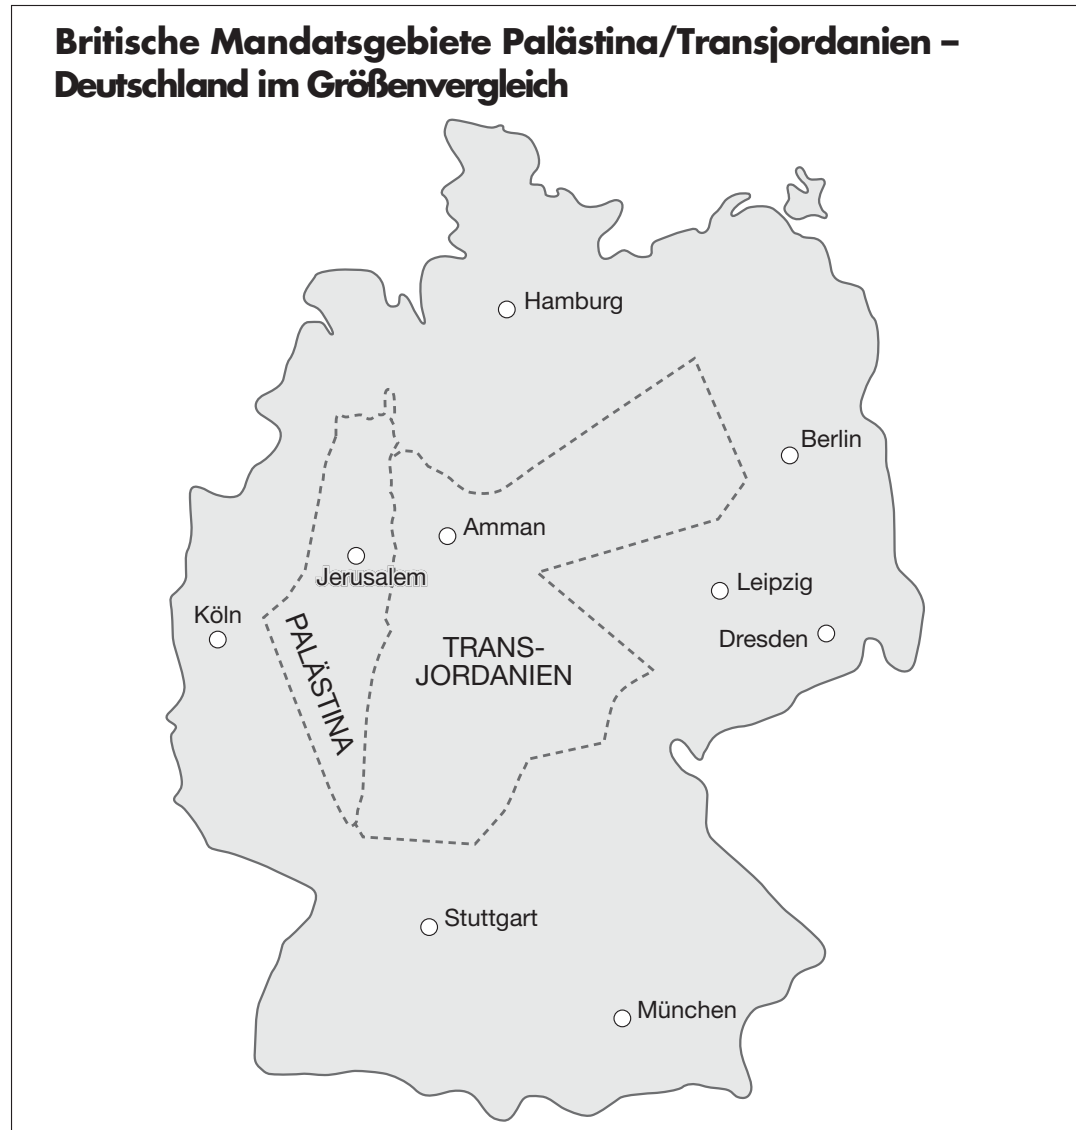 Britische Mandatsgebiete Palästina/Transjordanien –
Deutschland im Größenvergleich
Hamburg
Berlin
Amman
Jerusalem
Leipzig
Köln
Dresden
PALÄSTINA
TRANS-
JORDANIEN
Stuttgart
München